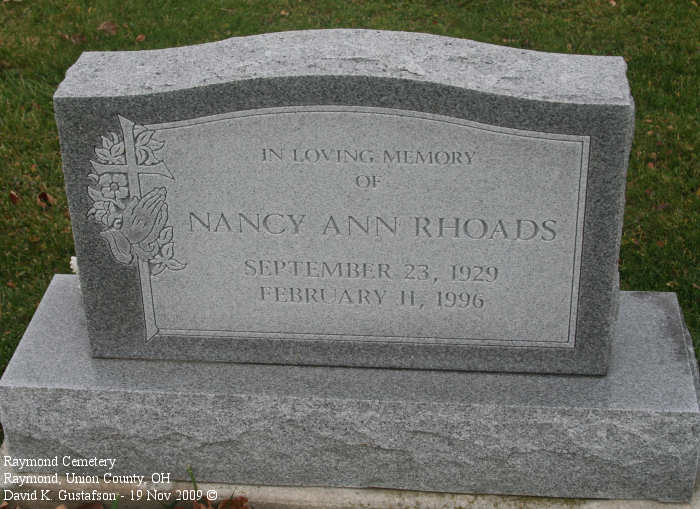 IN LOVING MEMORY
OF
NANCY ANN RHOADS
SEPTEMBER 23, 1929
FEBRUARY 11, 1996
Raymond Cemetery
Raymond, Union County, OH
David K. Gustafson - 19 Nov 2009 ©